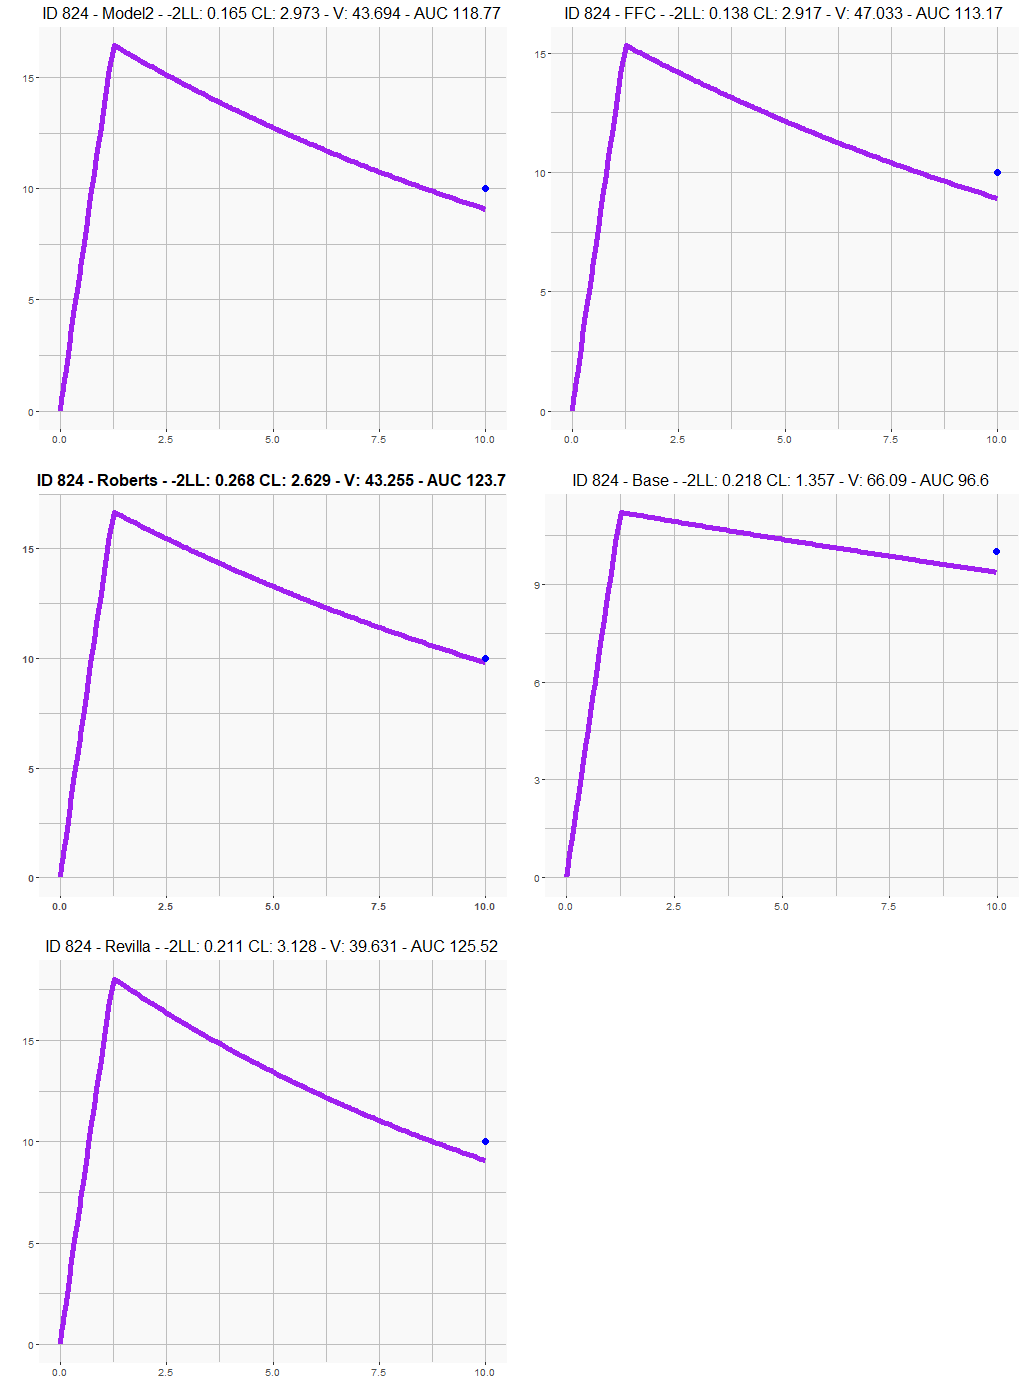 ID 824 - Model2 - -2LL: 0.165 CL: 2.973 - V: 43.694 - AUC 118.77
15
10
5
0
0.0 2.5 5.0 7.5 10.0
ID 824 - FFC - -2LL: 0.138 CL: 2.917 - V: 47.033 - AUC 113.17
15
10
5
0
0.0 2.5 5.0 7.5 10.0
ID 824 - Roberts - -2LL: 0.268 CL: 2.629 - V: 43.255 - AUC 123.7
15
10
5
0
0.0 2.5 5.0 7.5 10.0
ID 824 - Base - -2LL: 0.218 CL: 1.357 - V: 66.09 - AUC 96.6
9
6
3
0
0.0 2.5 5.0 7.5 10.0
ID 824 - Revilla - -2LL: 0.211 CL: 3.128 - V: 39.631 - AUC 125.52
15
10
5
0
0.0 2.5 5.0 7.5 10.0